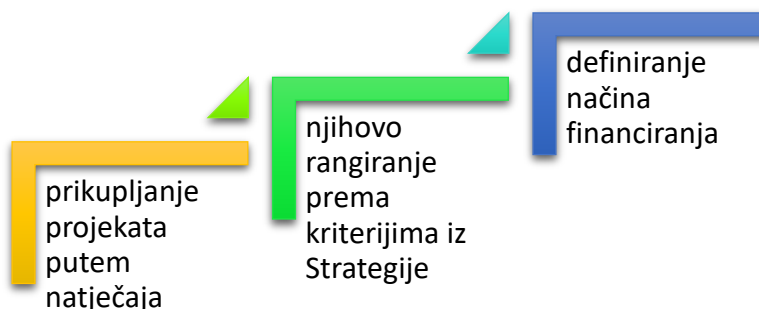 prikupljanje
projekata
putem
natječaja
njihovo
rangiranje
prema
kriterijima iz
Strategije
definiranje
načina
financiranja